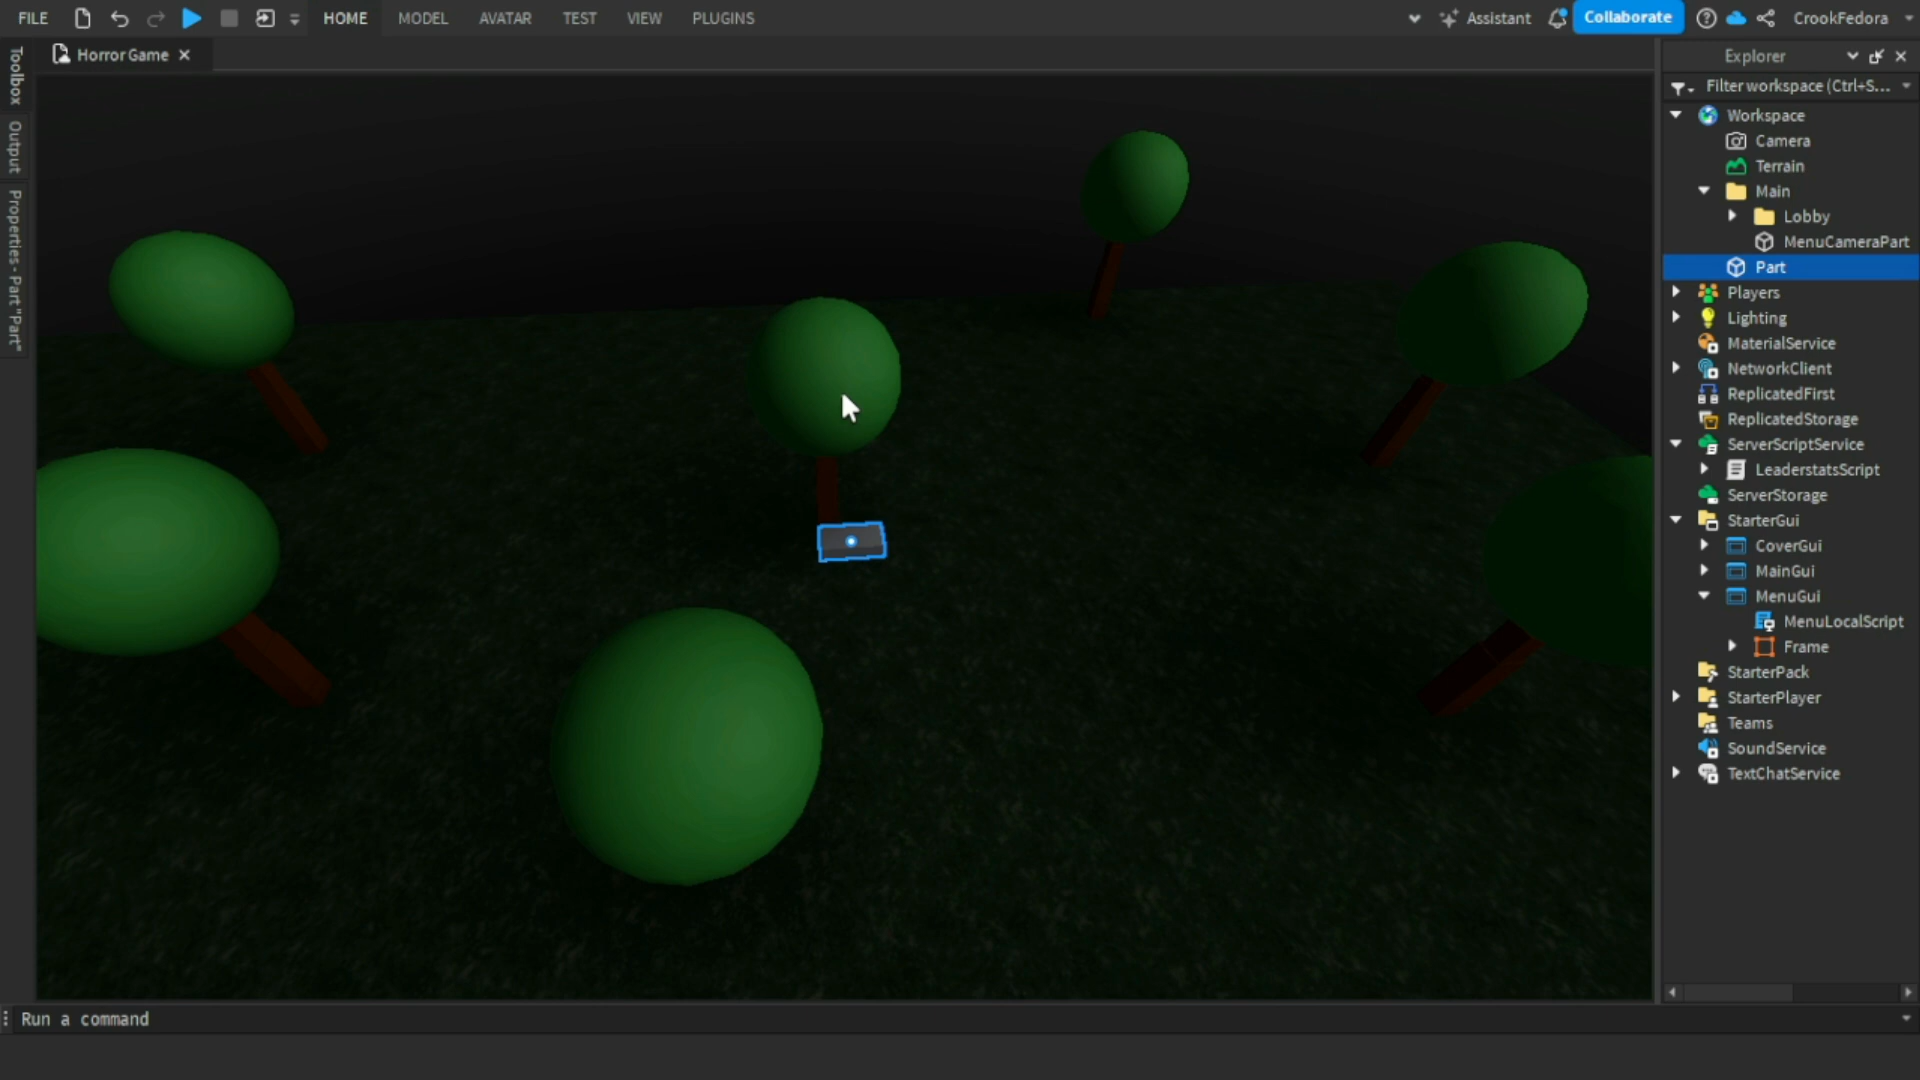 FILE HOME MODEL AVATAR TEST VIEW PLUGINS Assistant Collaborate CrookFedora
Toolbox
Output
Properties - Part "Part"
HorrorGame
Explorer
Filter workspace (Ctrl+S...
Workspace
Camera
Terrain
Main
Lobby
MenuCameraPart
Part
Players
Lighting
MaterialService
NetworkClient
ReplicatedFirst
ReplicatedStorage
ServerScriptService
LeaderstatsScript
ServerStorage
StarterGui
CoverGui
MainGui
MenuGui
MenuLocalScript
Frame
StarterPack
StarterPlayer
Teams
SoundService
TextChatService
Run a command